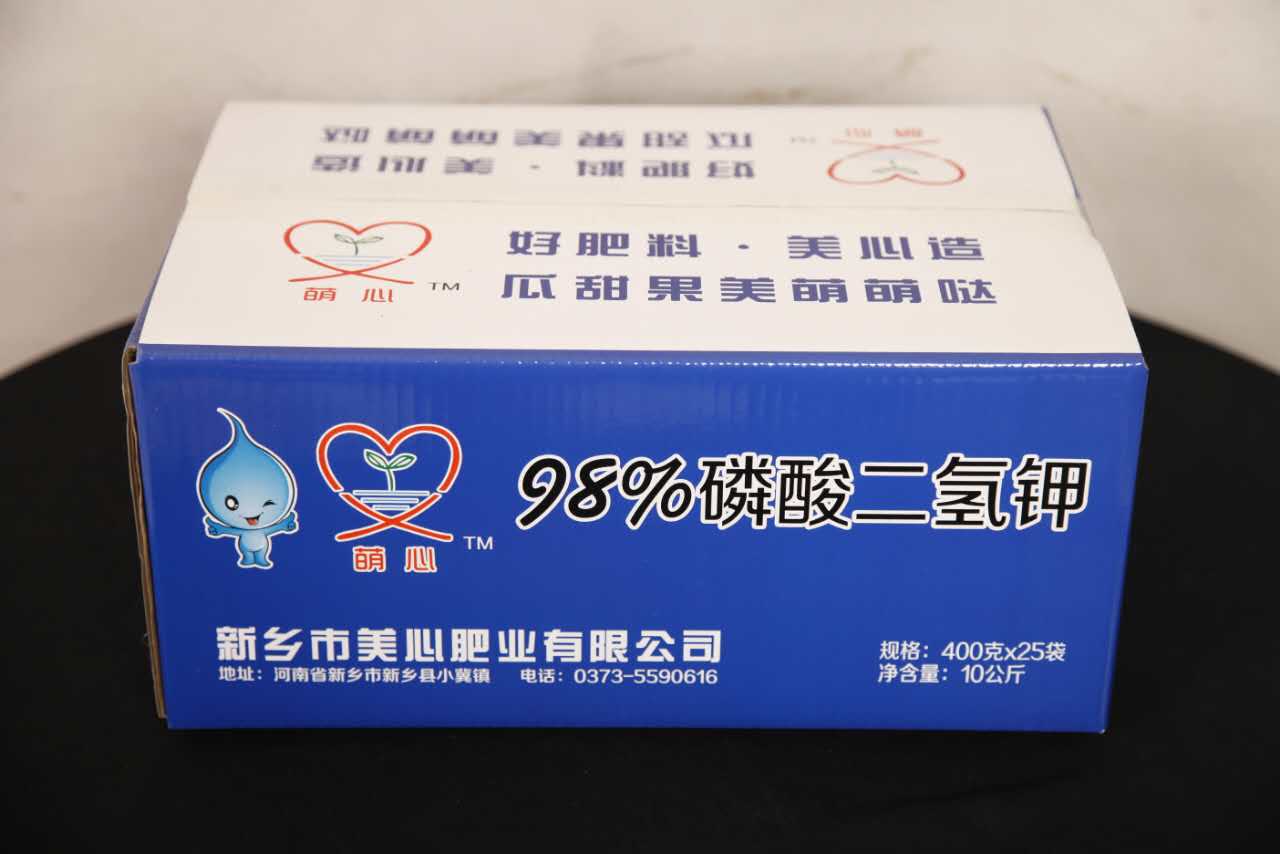 瓜甜果美萌萌哒
好肥料·美心造
萌心 TM
好肥料·美心造
瓜甜果美萌萌哒
萌心 TM
98%磷酸二氢钾
萌心 TM
新乡市美心肥业有限公司
地址：河南省新乡市新乡县小冀镇 电话：0373-5590616
规格：400克x25袋
净含量：10公斤